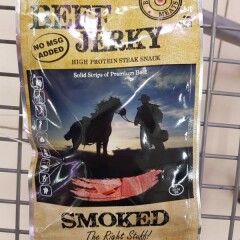 BEEF
JERKY
NO MSG
ADDED
HIGH PROTEIN STEAK SNACK
Solid Strips of Premium Beef
SMOKED
The Right Stuff!